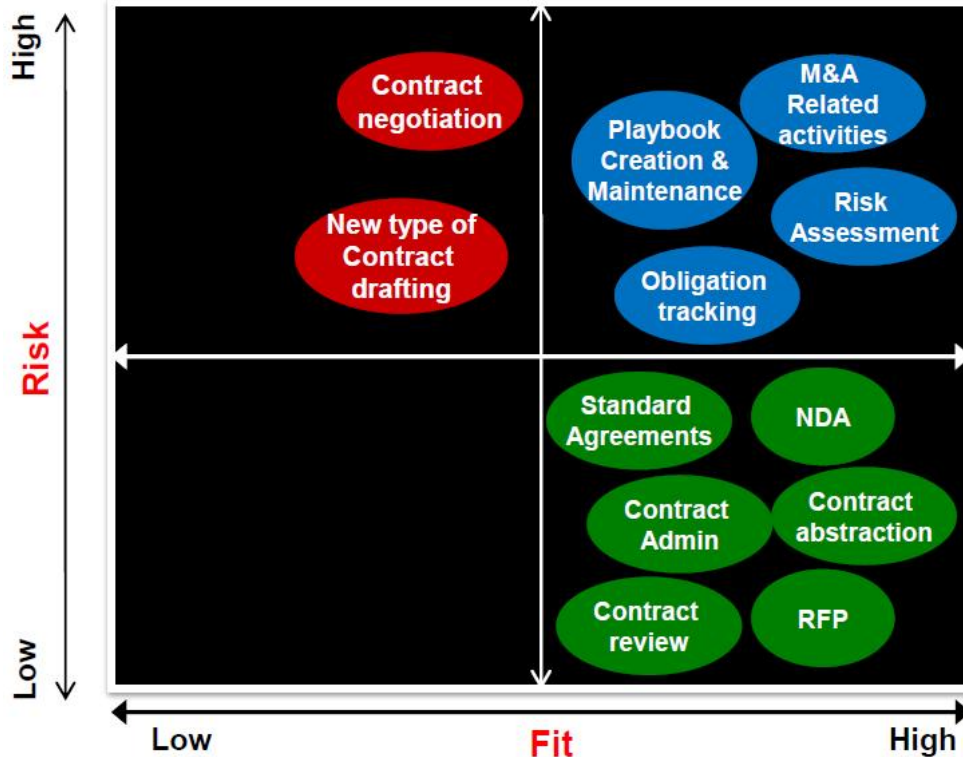 High
Risk
Low
Contract
negotiation
New type of
Contract
drafting
Playbook
Creation &
Maintenance
M&A
Related
activities
Risk
Assessment
Obligation
tracking
Standard
Agreements
NDA
Contract
Admin
Contract
abstraction
Contract
review
RFP
Low
Fit
High